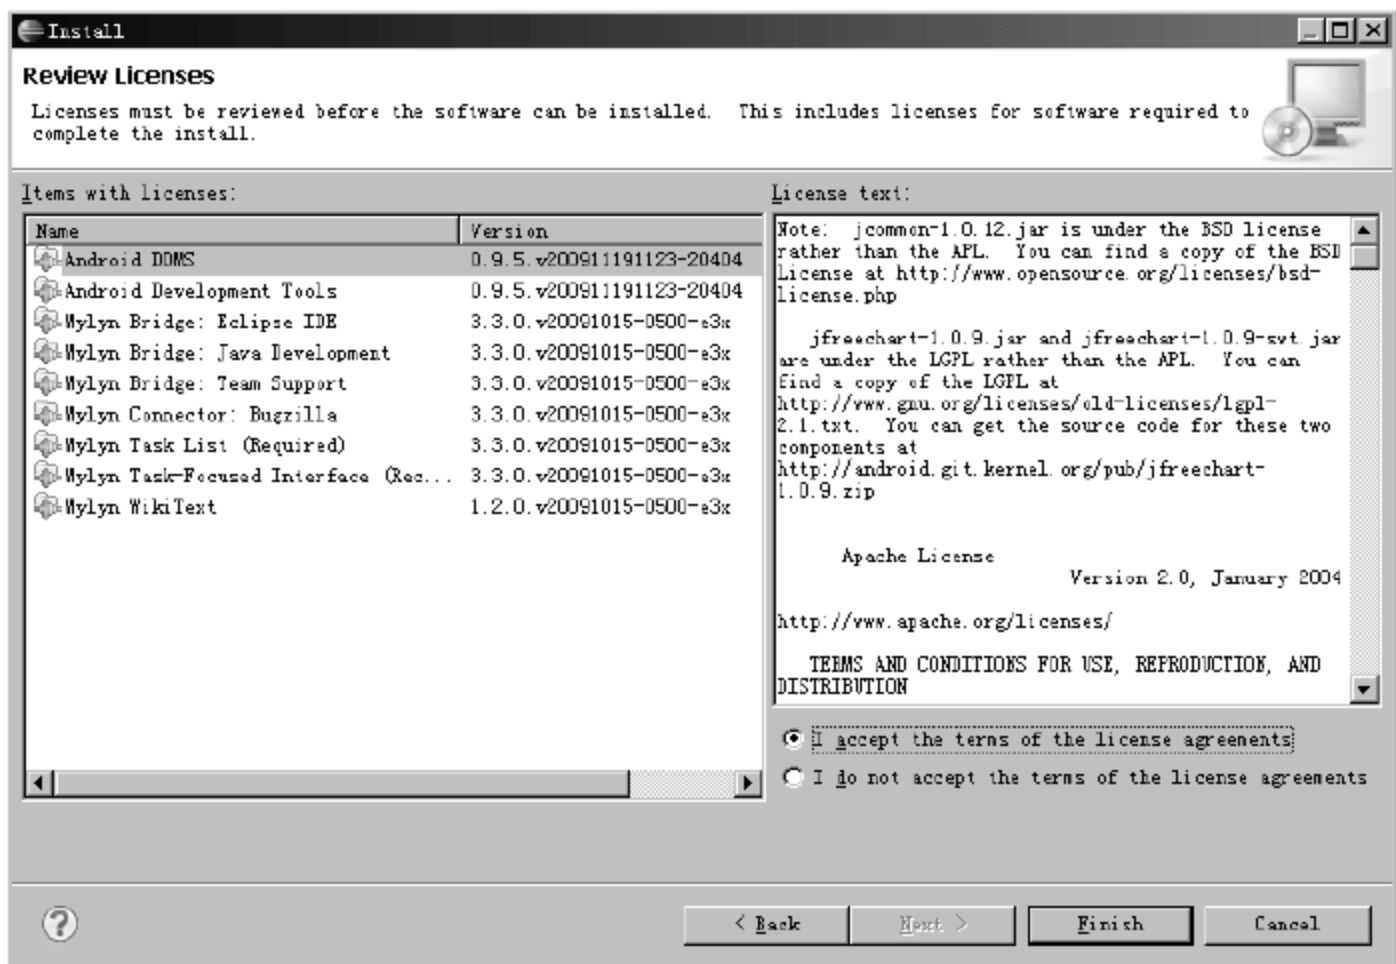 Install
Review Licenses
Licenses must be reviewed before the software can be installed. This includes licenses for software required to
complete the install.
Items with licenses:
Name Version
Android DDMS 0.9.5.v200911191123-20404
Android Development Tools 0.9.5.v200911191123-20404
Mylyn Bridge: Eclipse IDE 3.3.0.v20091015-0500-e3x
Mylyn Bridge: Java Development 3.3.0.v20091015-0500-e3x
Mylyn Bridge: Team Support 3.3.0.v20091015-0500-e3x
Mylyn Connector: Bugzilla 3.3.0.v20091015-0500-e3x
Mylyn Task List (Required) 3.3.0.v20091015-0500-e3x
Mylyn Task-Focused Interface (Rec... 3.3.0.v20091015-0500-e3x
Mylyn WikiText 1.2.0.v20091015-0500-e3x
License text:
Note: jcommon-1.0.12.jar is under the BSD license
rather than the APL. You can find a copy of the BSD
License at http://www.opensource.org/licenses/bsd-
license.php
jfreechart-1.0.9.jar and jfreechart-1.0.9-swt.jar
are under the LGPL rather than the APL. You can
find a copy of the LGPL at
http://www.gnu.org/licenses/old-licenses/lgpl-
2.1.txt. You can get the source code for these two
components at
http://android.git.kernel.org/pub/jfreechart-
1.0.9.zip
Apache License
Version 2.0, January 2004
http://www.apache.org/licenses/
TERMS AND CONDITIONS FOR USE, REPRODUCTION, AND
DISTRIBUTION
I accept the terms of the license agreements
I do not accept the terms of the license agreements
< Back
Next >
Finish
Cancel